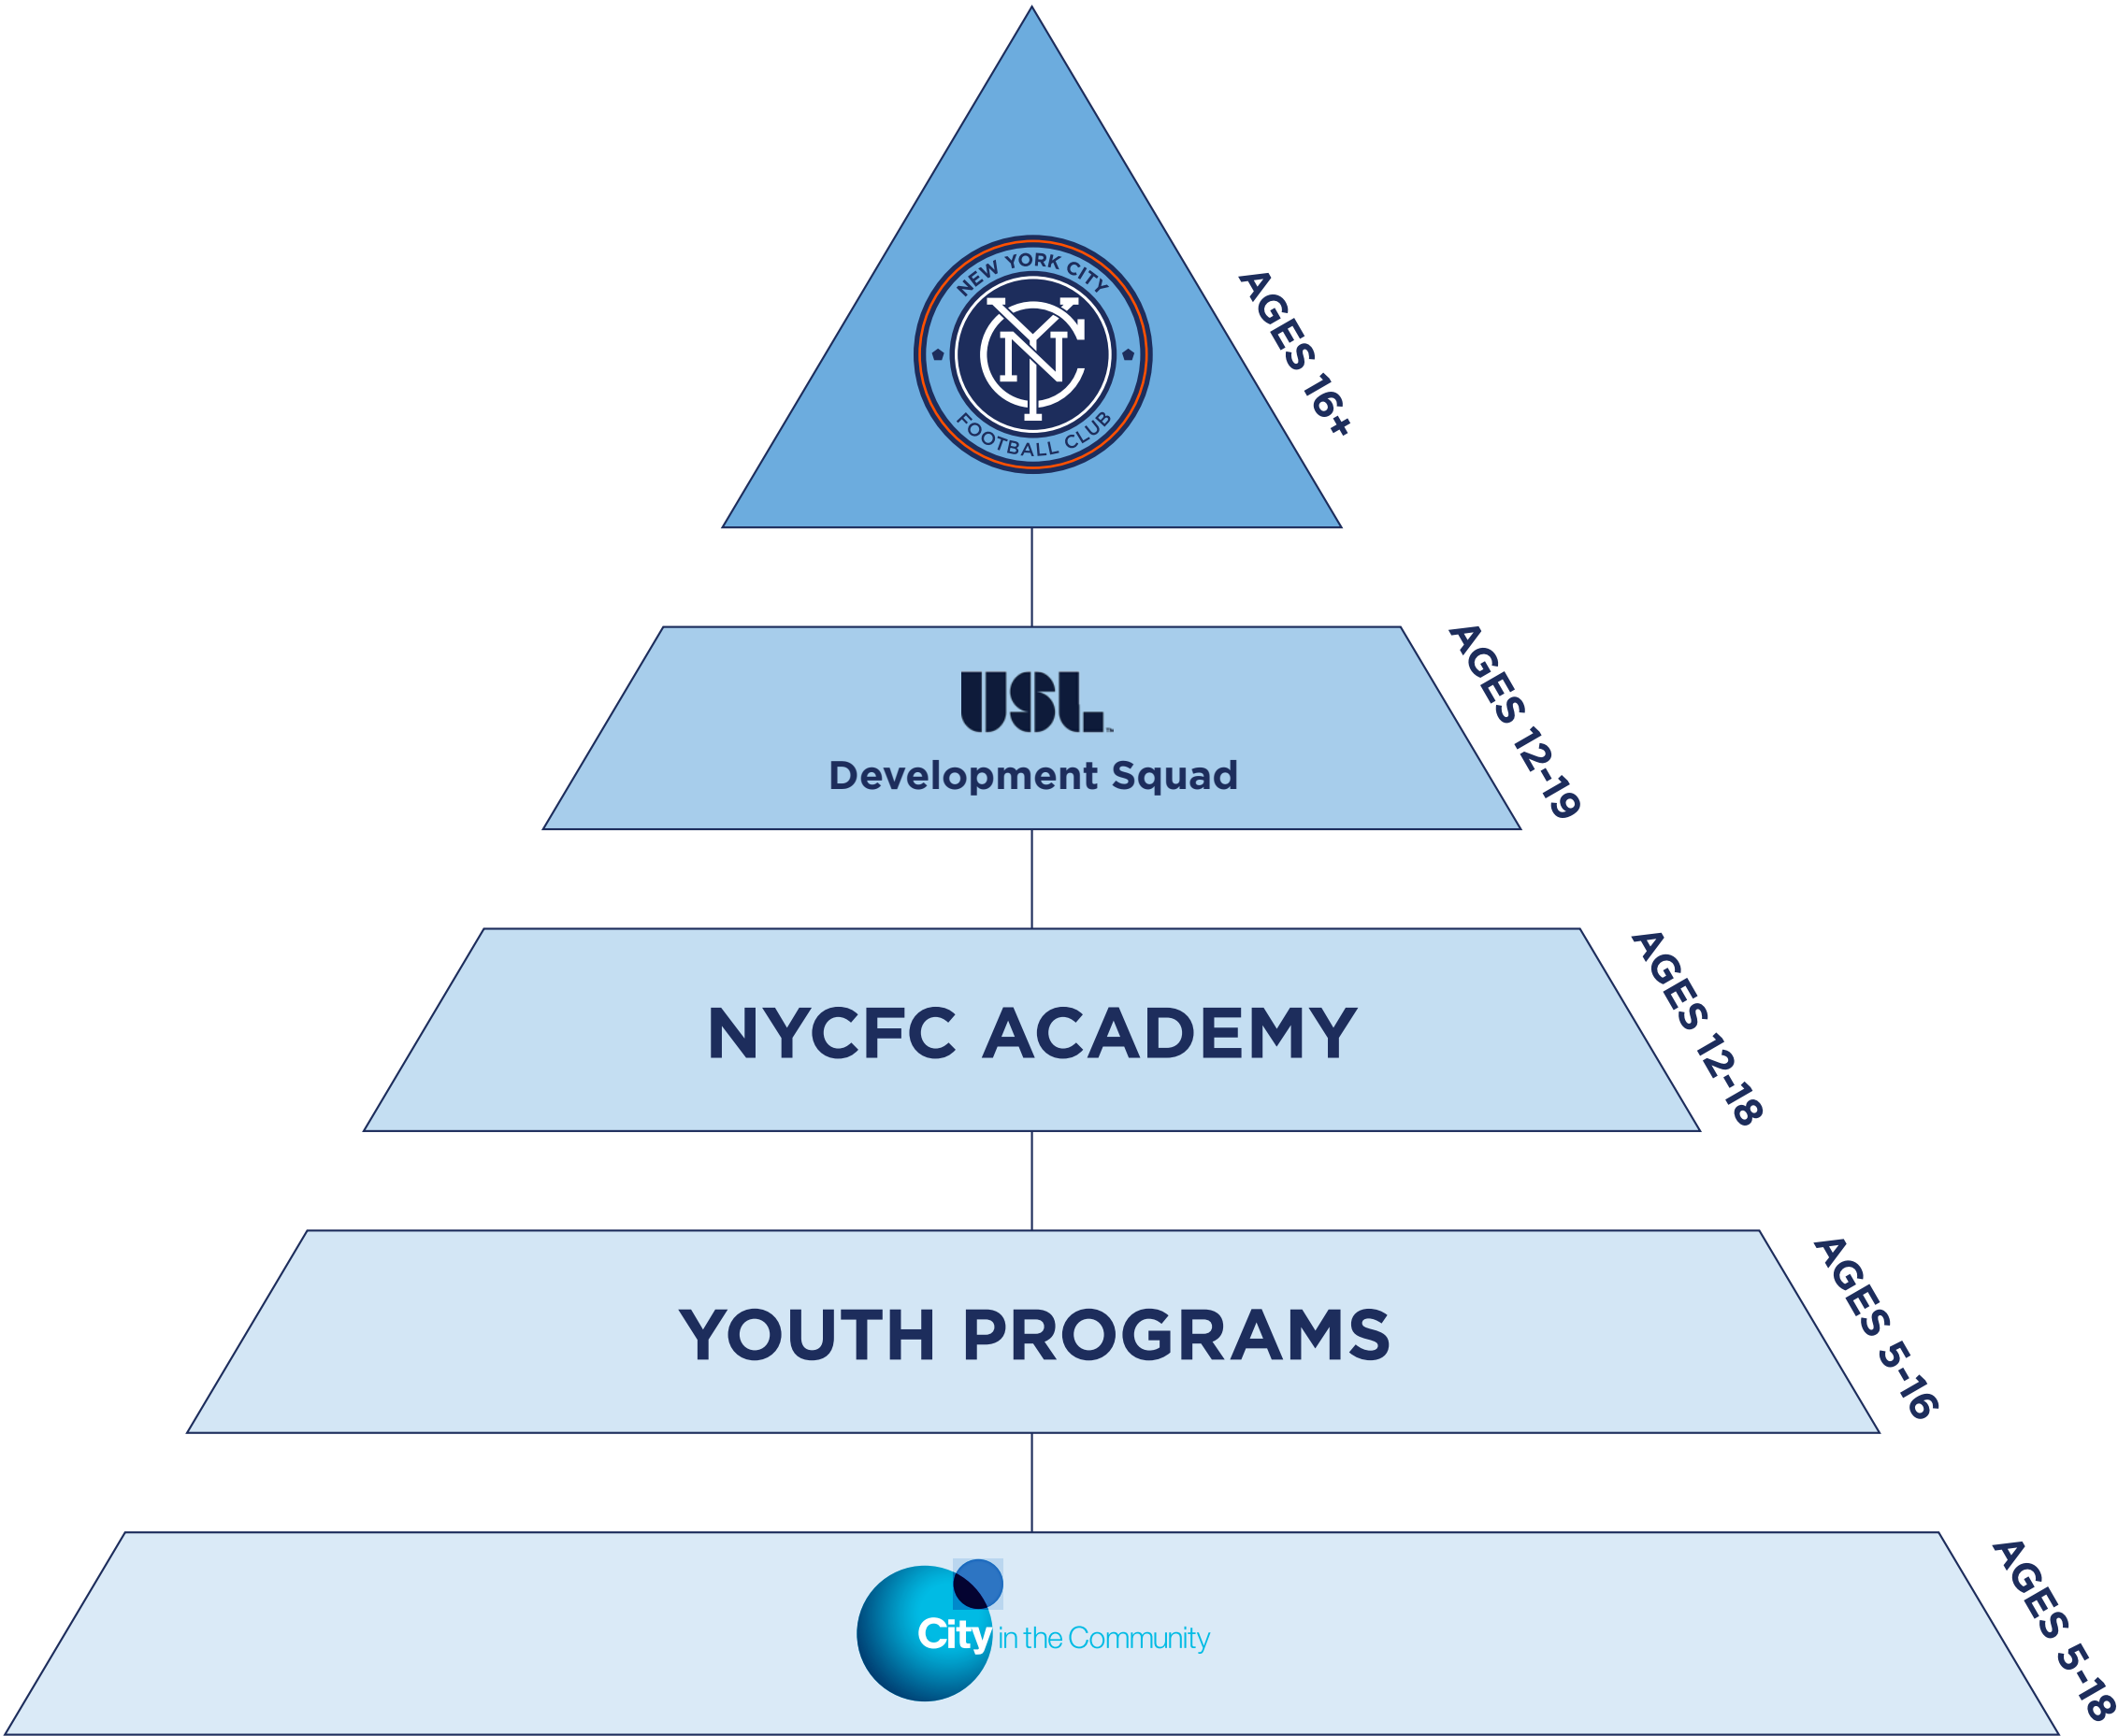 NEW YORK CITY
NYC
FOOTBALL CLUB
AGES 16+
USL
Development Squad
AGES 12-19
NYCFC ACADEMY
AGES 12-18
YOUTH PROGRAMS
AGES 5-16
City in the Community
AGES 5-18